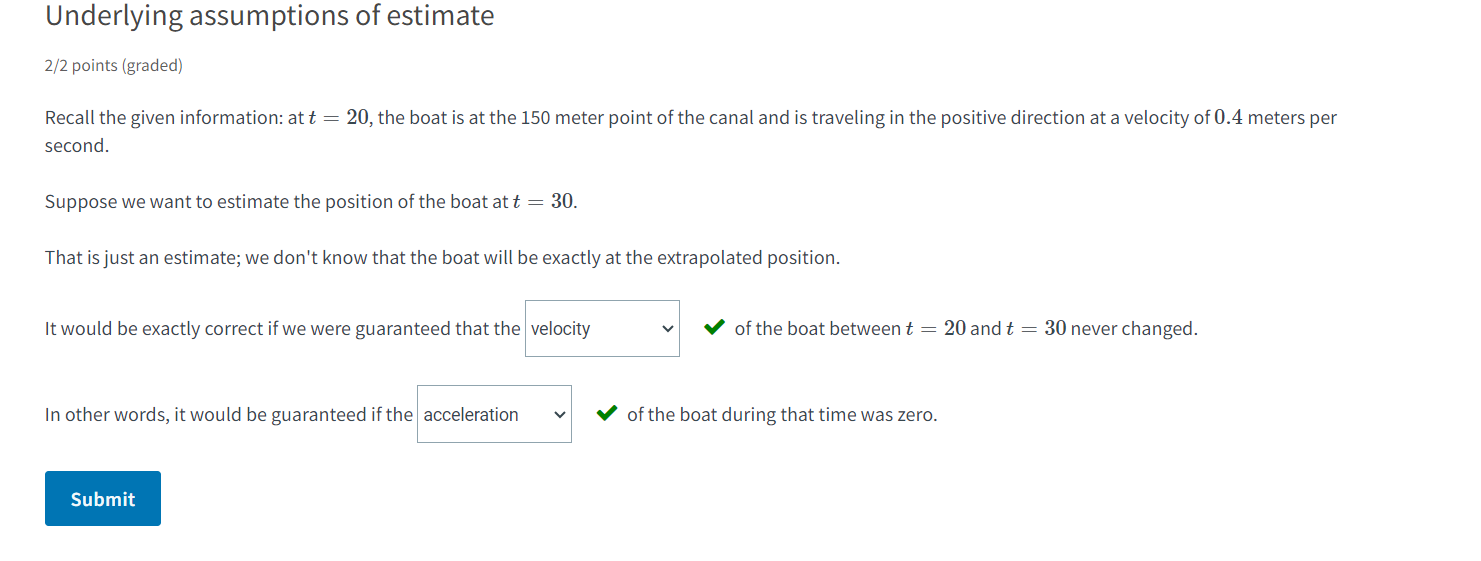 Underlying assumptions of estimate
2/2 points (graded)
Recall the given information: at t = 20, the boat is at the 150 meter point of the canal and is traveling in the positive direction at a velocity of 0.4 meters per
second.
Suppose we want to estimate the position of the boat at t = 30.
That is just an estimate; we don't know that the boat will be exactly at the extrapolated position.
It would be exactly correct if we were guaranteed that the velocity of the boat between t = 20 and t = 30 never changed.
In other words, it would be guaranteed if the acceleration of the boat during that time was zero.
Submit